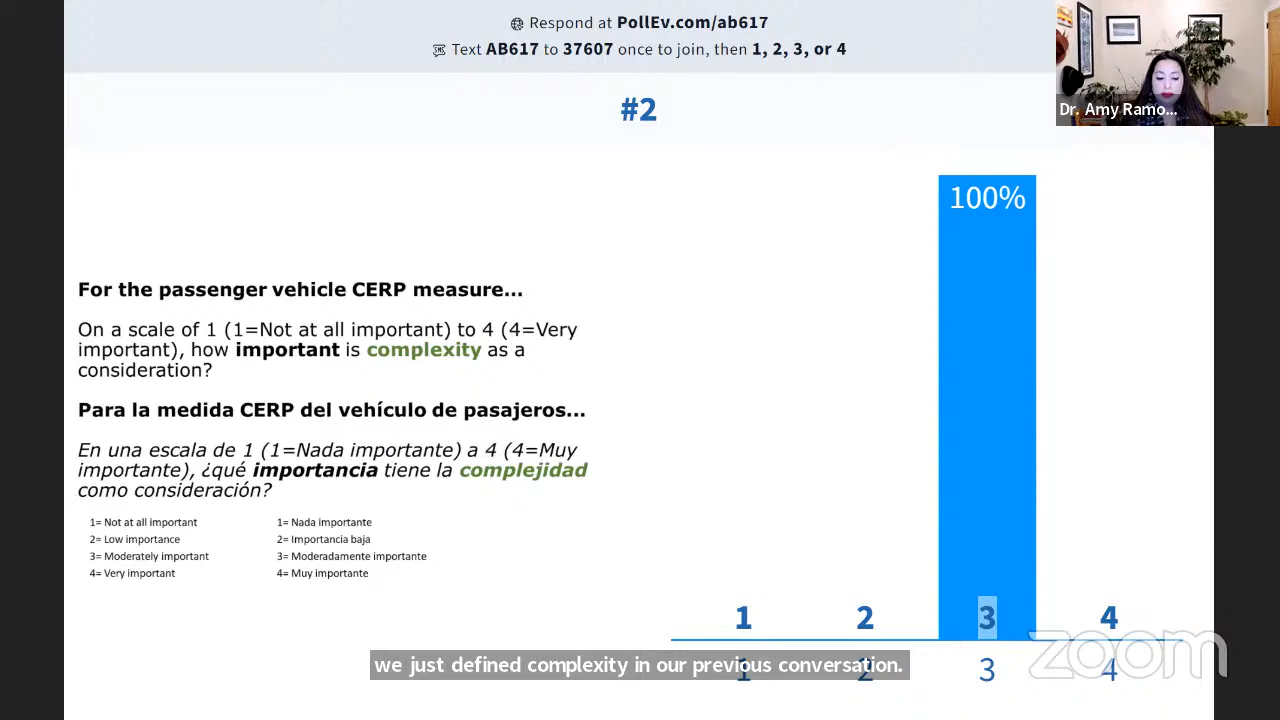 Respond at PollEv.com/ab617
Text AB617 to 37607 once to join, then 1, 2, 3, or 4
Dr. Amy Ramo...
#2
100%
For the passenger vehicle CERP measure...
On a scale of 1 (1=Not at all important) to 4 (4=Very
important), how important is complexity as a
consideration?
Para la medida CERP del vehículo de pasajeros...
En una escala de 1 (1=Nada importante) a 4 (4=Muy
importante), ¿qué importancia tiene la complejidad
como consideración?
1= Not at all important
2= Low importance
3= Moderately important
4= Very important
1= Nada importante
2= Importancia baja
3= Moderadamente importante
4= Muy importante
1 2 3 4
1 2 3 4
we just defined complexity in our previous conversation.
zoom